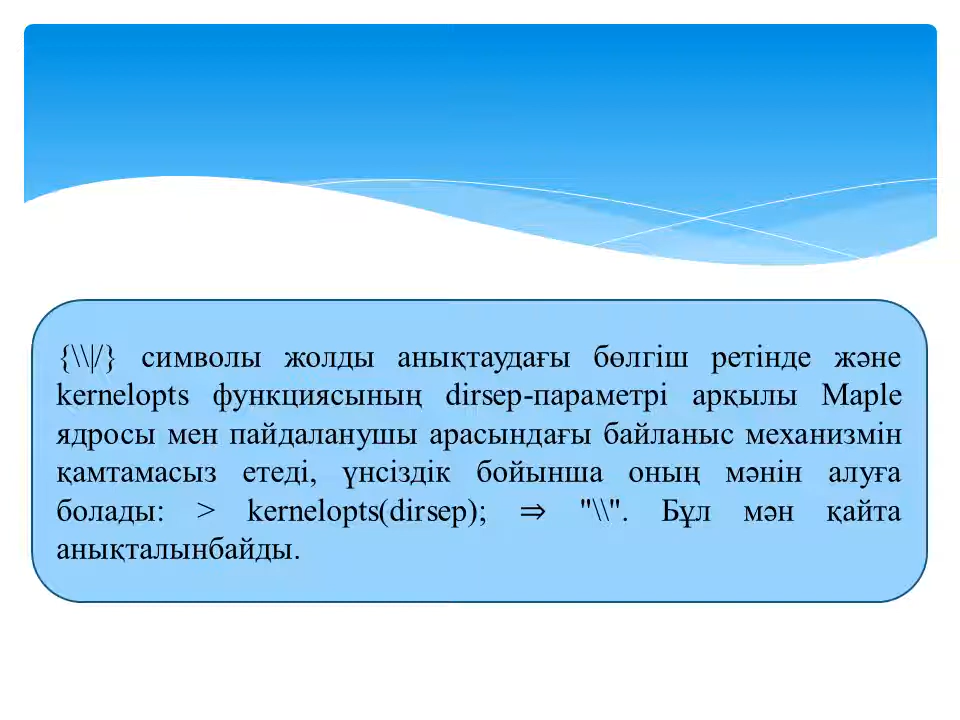 {\\|/} символы жолды анықтаудағы бөлгіш ретінде және
kernelopts функциясының dirsep-параметрі арқылы Maple
ядросы мен пайдаланушы арасындағы байланыс механизмін
қамтамасыз етеді, үнсіздік бойынша оның мәнін алуға
болады: > kernelopts(dirsep); ⇒ "\\". Бұл мән қайта
анықталынбайды.